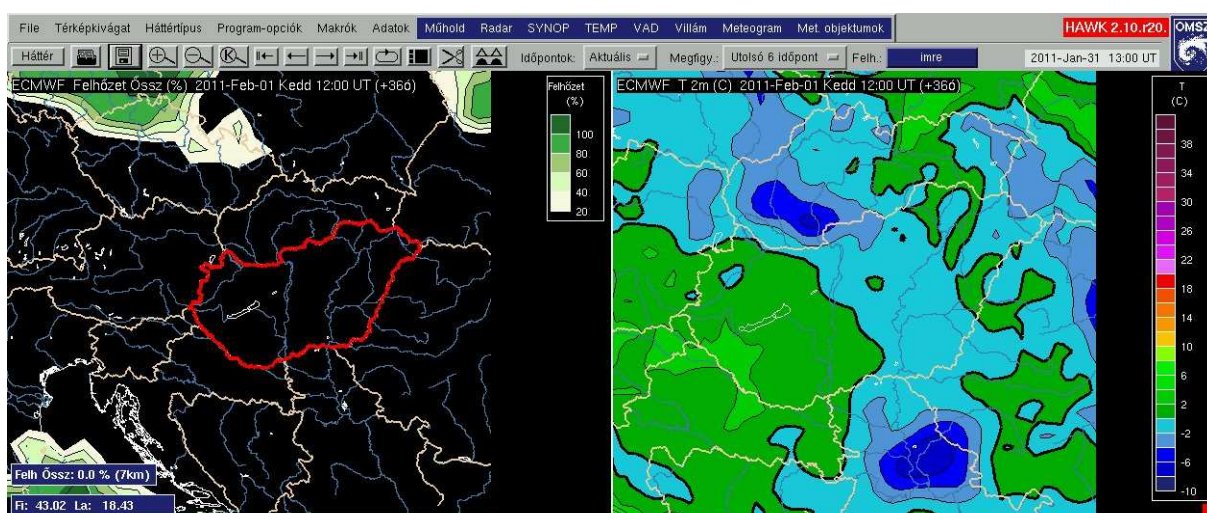 File Térképkivágat Háttértípus Program-opciók Makrók Adatok Műhold Radar SYNOP TEMP VAD Villám Meteogram Met. objektumok HAWK 2.10.r20. OMSZ
Háttér Időpontok: Aktuális Megfigy.: Utolsó 6 időpont Felh.: imre 2011-Jan-31 13:00 UT
ECMWF Felhőzet Össz (%) 2011-Feb-01 Kedd 12:00 UT (+36ó)
Felhőzet
(%)
100
80
60
40
20
Felh Össz: 0.0 % (7km)
Fi: 43.02 La: 18.43
ECMWF T 2m (C) 2011-Feb-01 Kedd 12:00 UT (+36ó)
T
(C)
38
34
30
26
22
18
14
10
6
2
-2
-6
-10